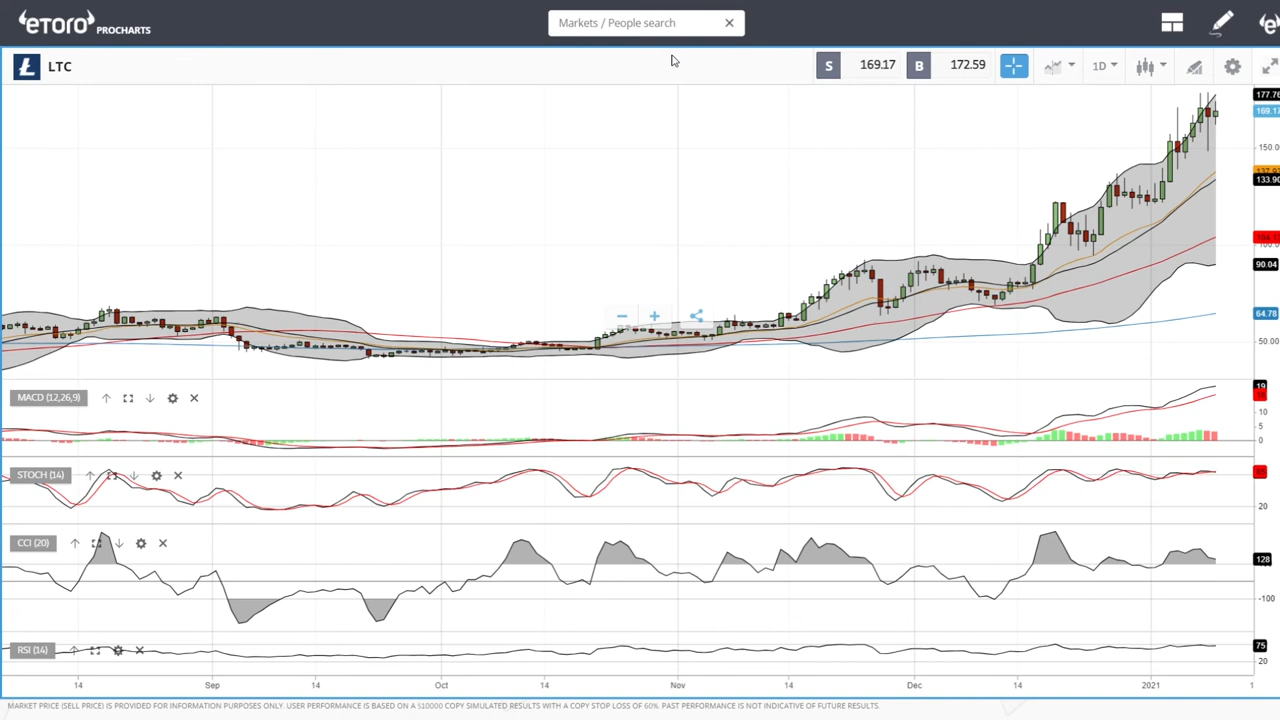 eToro PROCHARTS
Markets / People search
LTC
S 169.17 B 172.59 1D
177.76
169.17
150.00
133.90
90.04
64.78
50.00
MACD (12,26,9)
19
10
5
0
STOCH (14)
20
CCI (20)
128
-100
RSI (14)
75
20
14 Sep 14 Oct 14 Nov 14 Dec 14 2021 1
MARKET PRICE (SELL PRICE) IS PROVIDED FOR INFORMATION PURPOSES ONLY. USER PERFORMANCE IS BASED ON A $10000 COPY SIMULATED RESULTS WITH A COPY STOP LOSS OF 60%. PAST PERFORMANCE IS NOT INDICATIVE OF FUTURE RESULTS.